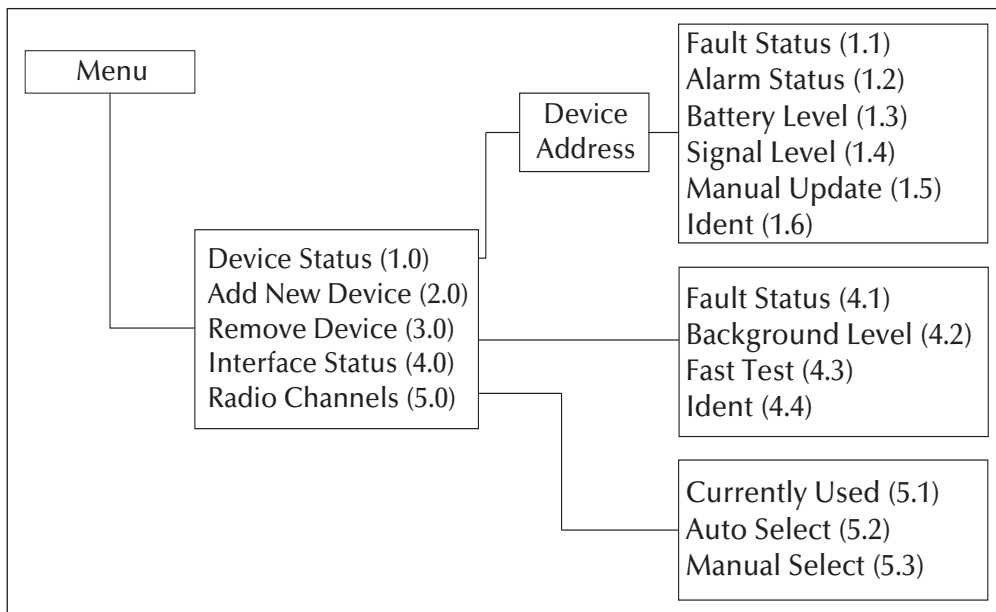 Menu
Device Status (1.0)
Add New Device (2.0)
Remove Device (3.0)
Interface Status (4.0)
Radio Channels (5.0)
Device
Address
Fault Status (1.1)
Alarm Status (1.2)
Battery Level (1.3)
Signal Level (1.4)
Manual Update (1.5)
Ident (1.6)
Fault Status (4.1)
Background Level (4.2)
Fast Test (4.3)
Ident (4.4)
Currently Used (5.1)
Auto Select (5.2)
Manual Select (5.3)